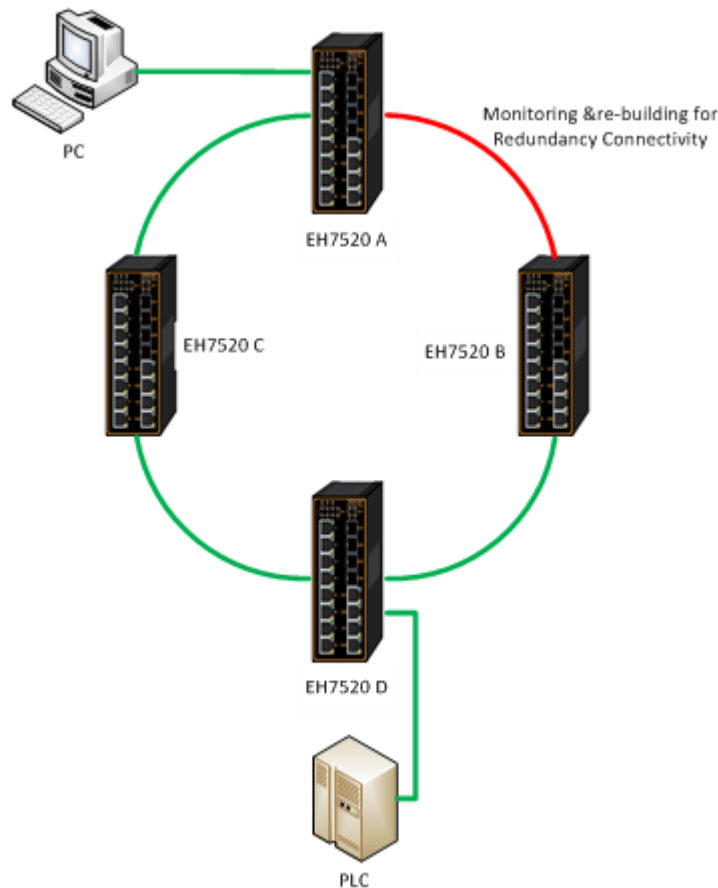 PC
Monitoring &re-building for
Redundancy Connectivity
EH7520 A
EH7520 C
EH7520 B
EH7520 D
PLC